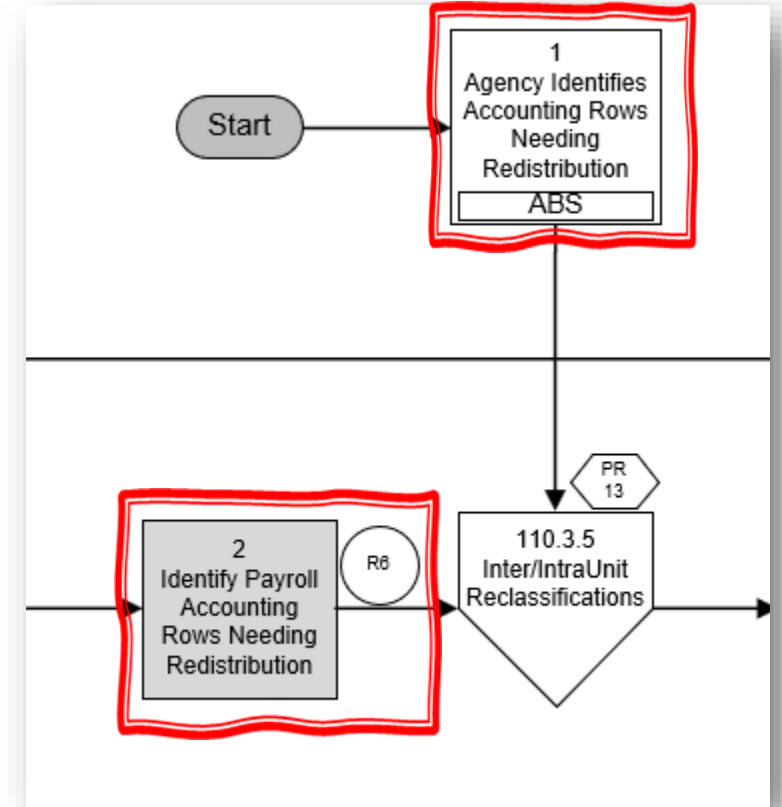 Start
1
Agency Identifies
Accounting Rows
Needing
Redistribution
ABS
PR
13
2
Identify Payroll
Accounting
Rows Needing
Redistribution
R6
110.3.5
Inter/IntraUnit
Reclassifications